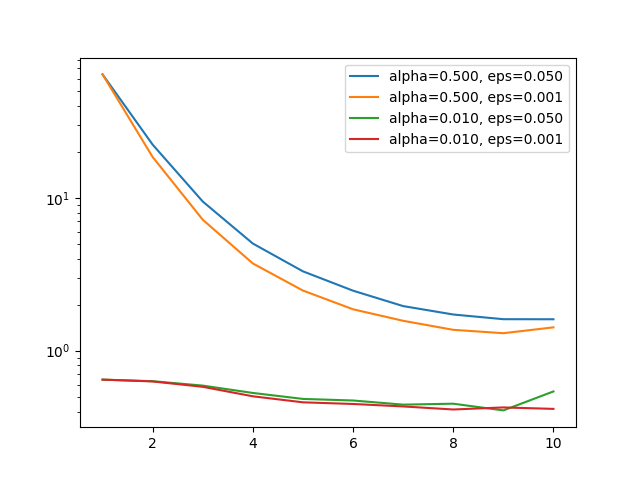 alpha=0.500, eps=0.050
alpha=0.500, eps=0.001
alpha=0.010, eps=0.050
alpha=0.010, eps=0.001
10¹
10⁰
2 4 6 8 10